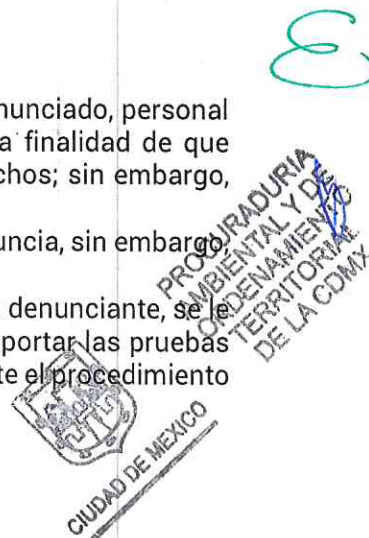 nunciado, personal
a finalidad de que
chos; sin embargo,
uncia, sin embargo
denunciante, se le
portar las pruebas
te el procedimiento
PROCURADURIA
AMBIENTAL Y DE
ORDENAMIENTO
TERRITORIAL
DE LA CDMX
CIUDAD DE MEXICO